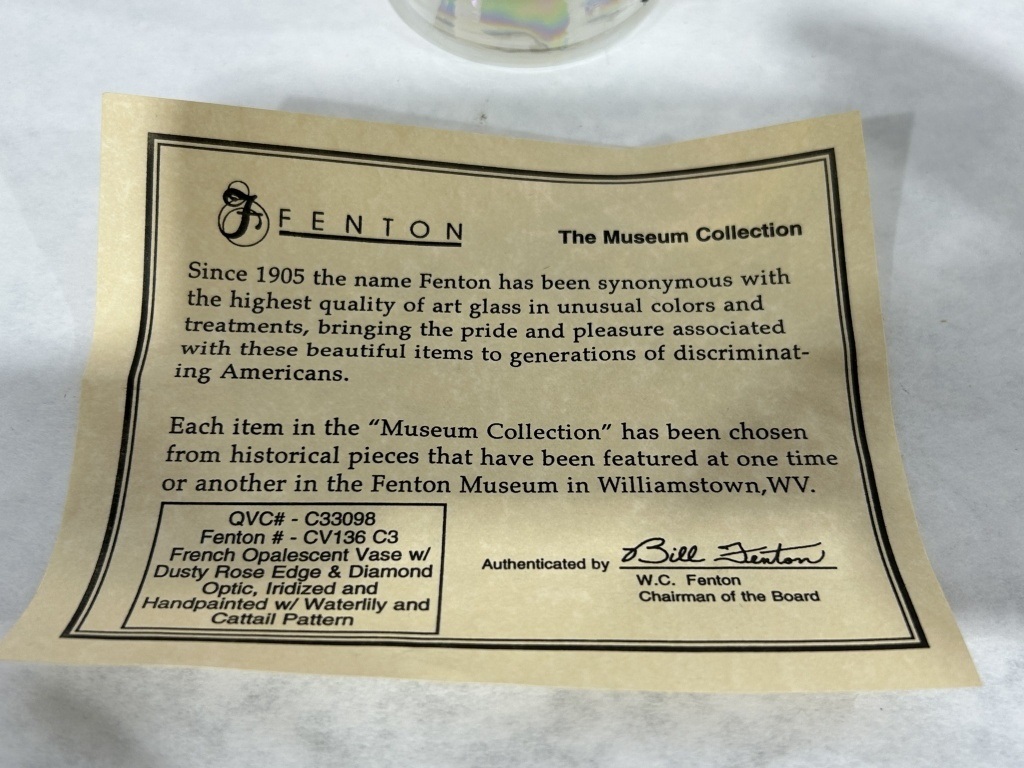 F FENTON
The Museum Collection
Since 1905 the name Fenton has been synonymous with
the highest quality of art glass in unusual colors and
treatments, bringing the pride and pleasure associated
with these beautiful items to generations of discriminat-
ing Americans.
Each item in the “Museum Collection” has been chosen
from historical pieces that have been featured at one time
or another in the Fenton Museum in Williamstown,WV.
QVC# - C33098
Fenton # - CV136 C3
French Opalescent Vase w/
Dusty Rose Edge & Diamond
Optic, Iridized and
Handpainted w/ Waterlily and
Cattail Pattern
Authenticated by Bill Fenton
W.C. Fenton
Chairman of the Board